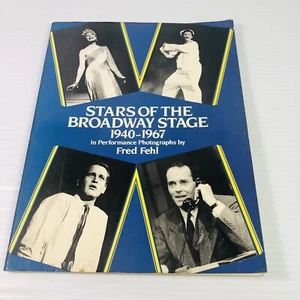 STARS OF THE
BROADWAY STAGE
1940-1967
in Performance Photographs by
Fred Fehl